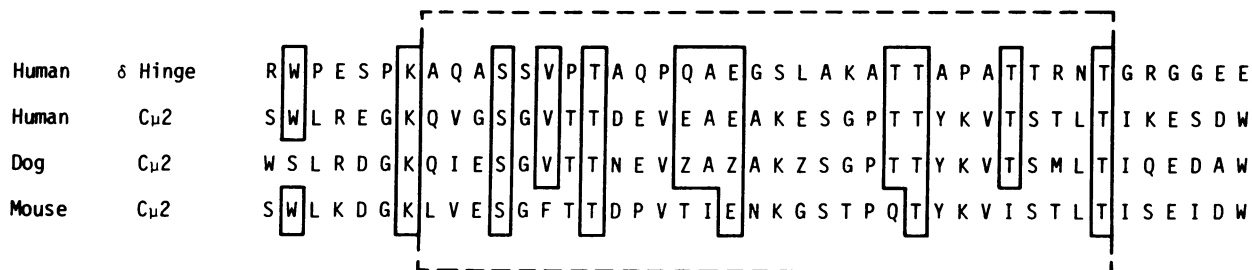 Human δ Hinge R W P E S P K A Q A S S V P T A Q P Q A E G S L A K A T T A P A T T R N T G R G G E E
Human Cμ2 S W L R E G K Q V G S G V T T D E V E A E A K E S G P T T Y K V T S T L T I K E S D W
Dog Cμ2 W S L R D G K Q I E S G V T T N E V Z A Z A K Z S G P T T Y K V T S M L T I Q E D A W
Mouse Cμ2 S W L K D G K L V E S G F T T D P V T I E N K G S T P Q T Y K V I S T L T I S E I D W